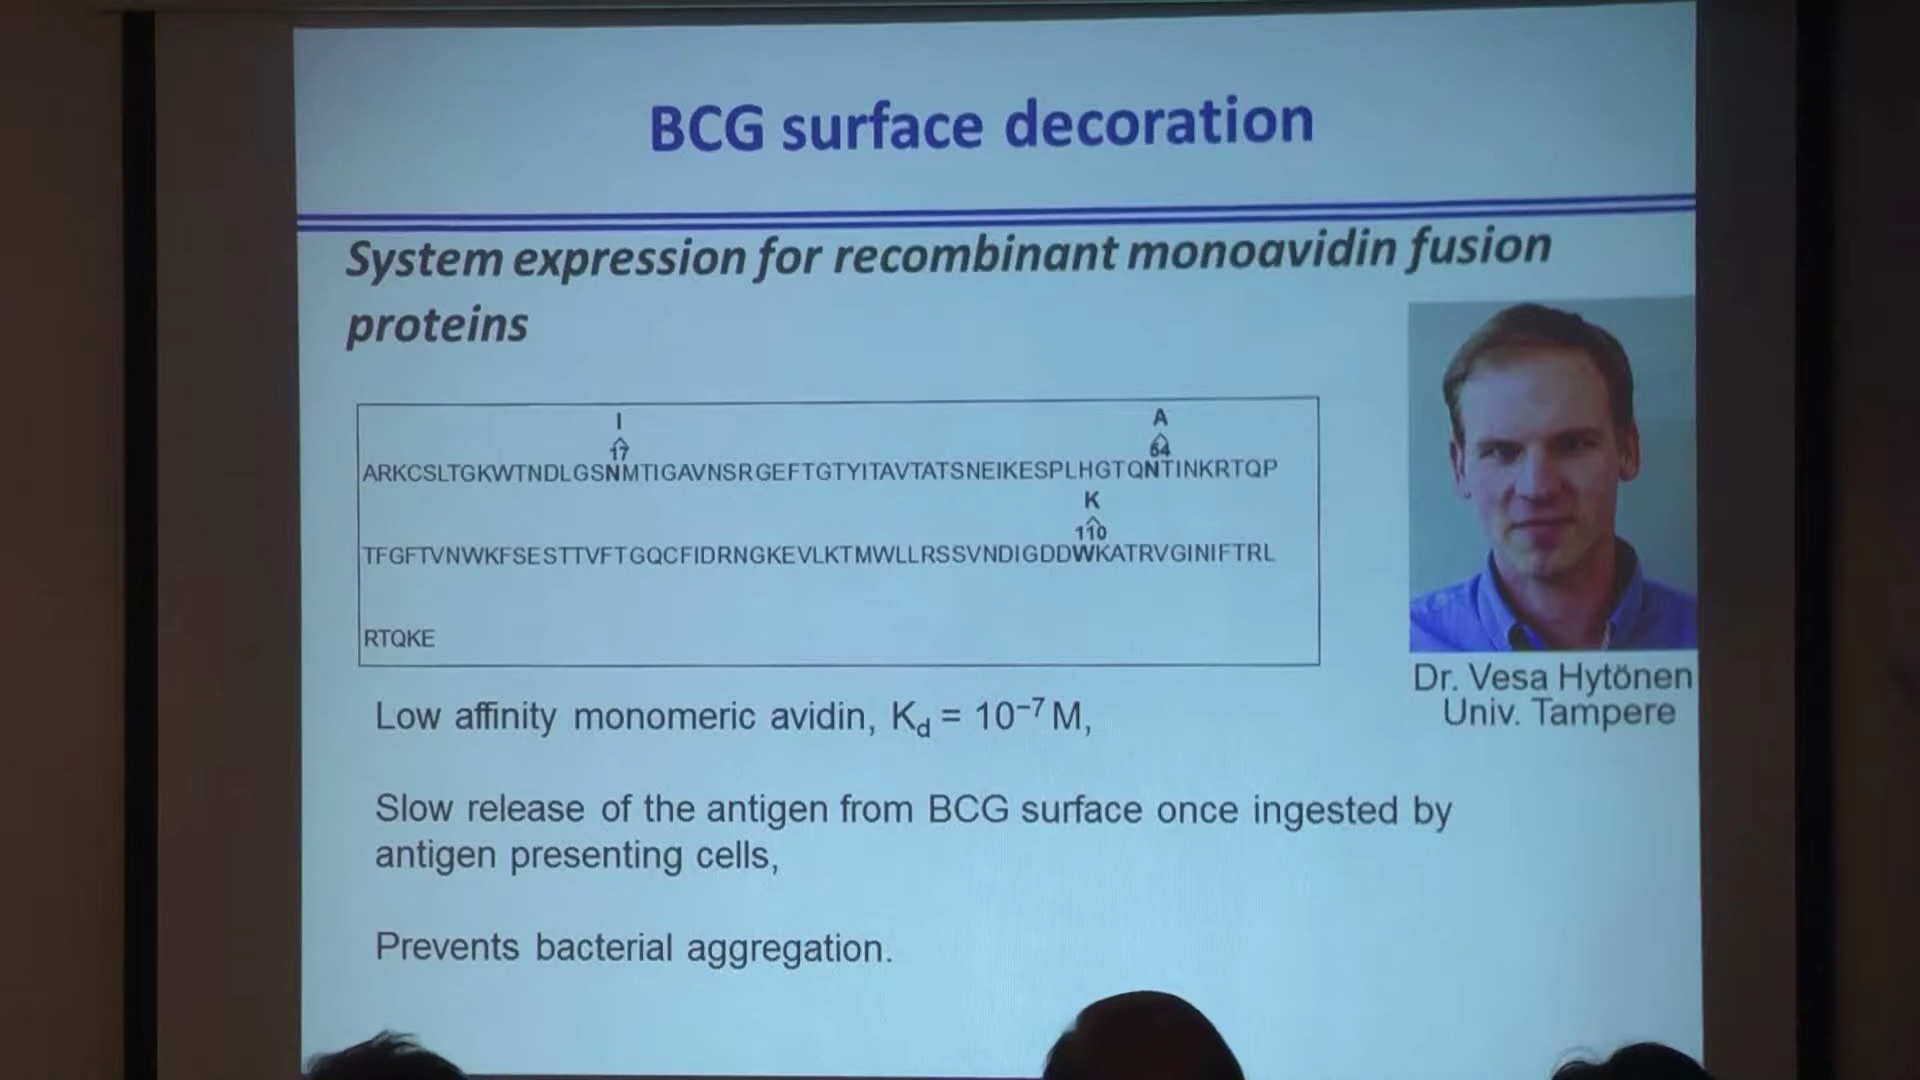 BCG surface decoration
System expression for recombinant monoavidin fusion
proteins
I
17
A
54
ARKCSLTGKWTNDLGSNMTIGAVNSRGEFTGTYITAVTATSNEIKESPLHGTQNTINKRTQP
K
110
TFGFTVNWKFSESTTVFTGQCFIDRNGKEVLKTMWLLRSSVNDIGDDWKATRVGINIFTRL
RTQKE
Dr. Vesa Hytönen
Univ. Tampere
Low affinity monomeric avidin, Kd = 10⁻⁷ M,
Slow release of the antigen from BCG surface once ingested by
antigen presenting cells,
Prevents bacterial aggregation.